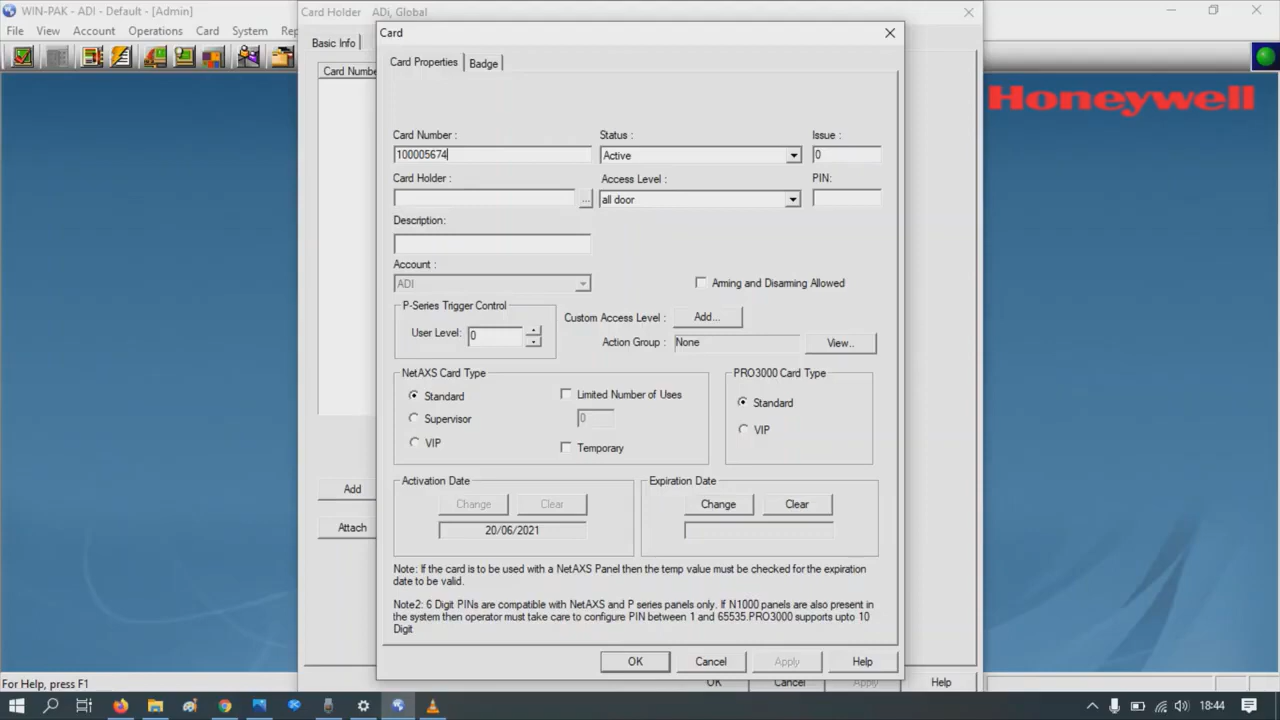 WIN-PAK - ADI - Default - [Admin]
Card Holder ADi, Global
File View Account Operations Card System Rep
Basic Info
Card Numbe
Card
Card Properties Badge
Honeywell
Card Number :
Status :
Issue :
100005674
Active
0
Card Holder :
Access Level :
PIN:
...
all door
Description:
Account :
ADI
Arming and Disarming Allowed
P-Series Trigger Control
User Level: 0
Custom Access Level : Add...
Action Group : None View..
NetAXS Card Type
PRO3000 Card Type
Standard
Limited Number of Uses
Standard
Supervisor
0
VIP
VIP
Temporary
Add
Attach
Activation Date
Expiration Date
Change Clear
Change Clear
20/06/2021
Note: If the card is to be used with a NetAXS Panel then the temp value must be checked for the expiration
date to be valid.
Note2: 6 Digit PINs are compatible with NetAXS and P series panels only. If N1000 panels are also present in
the system then operator must take care to configure PIN between 1 and 65535.PRO3000 supports upto 10
Digit
OK Cancel Apply Help
OK Cancel Apply Help
For Help, press F1
18:44